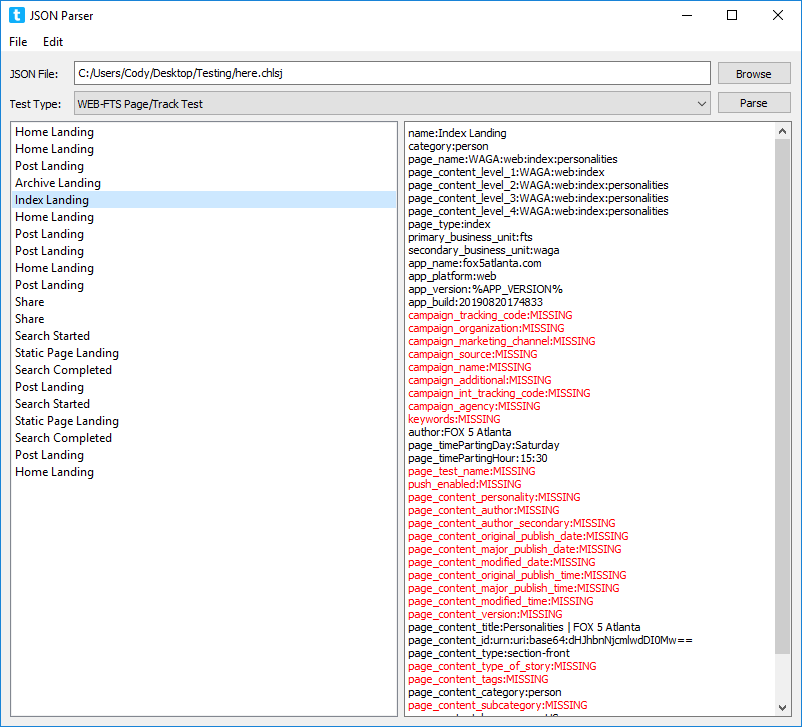 JSON Parser
File Edit
JSON File: C:/Users/Cody/Desktop/Testing/here.chlsj Browse
Test Type: WEB-FTS Page/Track Test Parse
Home Landing
Home Landing
Post Landing
Archive Landing
Index Landing
Home Landing
Post Landing
Post Landing
Home Landing
Post Landing
Share
Share
Search Started
Static Page Landing
Search Completed
Post Landing
Search Started
Static Page Landing
Search Completed
Post Landing
Home Landing
name:Index Landing
category:person
page_name:WAGA:web:index:personalities
page_content_level_1:WAGA:web:index
page_content_level_2:WAGA:web:index:personalities
page_content_level_3:WAGA:web:index:personalities
page_content_level_4:WAGA:web:index:personalities
page_type:index
primary_business_unit:fts
secondary_business_unit:waga
app_name:fox5atlanta.com
app_platform:web
app_version:%APP_VERSION%
app_build:20190820174833
campaign_tracking_code:MISSING
campaign_organization:MISSING
campaign_marketing_channel:MISSING
campaign_source:MISSING
campaign_name:MISSING
campaign_additional:MISSING
campaign_int_tracking_code:MISSING
campaign_agency:MISSING
keywords:MISSING
author:FOX 5 Atlanta
page_timePartingDay:Saturday
page_timePartingHour:15:30
page_test_name:MISSING
push_enabled:MISSING
page_content_personality:MISSING
page_content_author:MISSING
page_content_author_secondary:MISSING
page_content_original_publish_date:MISSING
page_content_major_publish_date:MISSING
page_content_modified_date:MISSING
page_content_original_publish_time:MISSING
page_content_major_publish_time:MISSING
page_content_modified_time:MISSING
page_content_version:MISSING
page_content_title:Personalities | FOX 5 Atlanta
page_content_id:urn:uri:base64:dHJhbnNjcmlwdDI0Mw==
page_content_type:section-front
page_content_type_of_story:MISSING
page_content_tags:MISSING
page_content_category:person
page_content_subcategory:MISSING